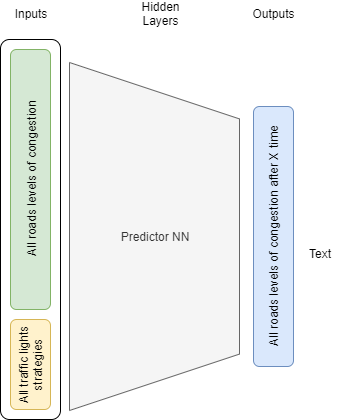 Inputs
Hidden
Layers
Outputs
All roads levels of congestion
All traffic lights
strategies
Predictor NN
All roads levels of congestion after X time
Text